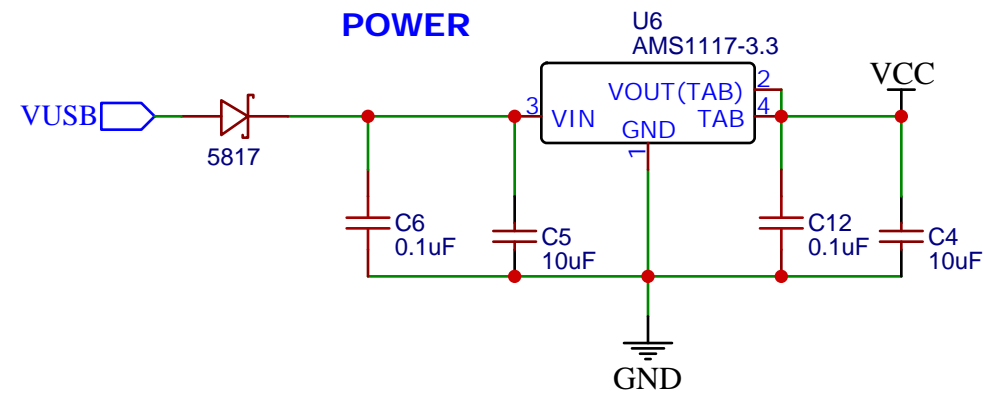 POWER
U6
AMS1117-3.3
VUSB
5817
3
VIN
VOUT(TAB)
2
GND
TAB
4
1
VCC
C6
0.1uF
C5
10uF
C12
0.1uF
C4
10uF
GND